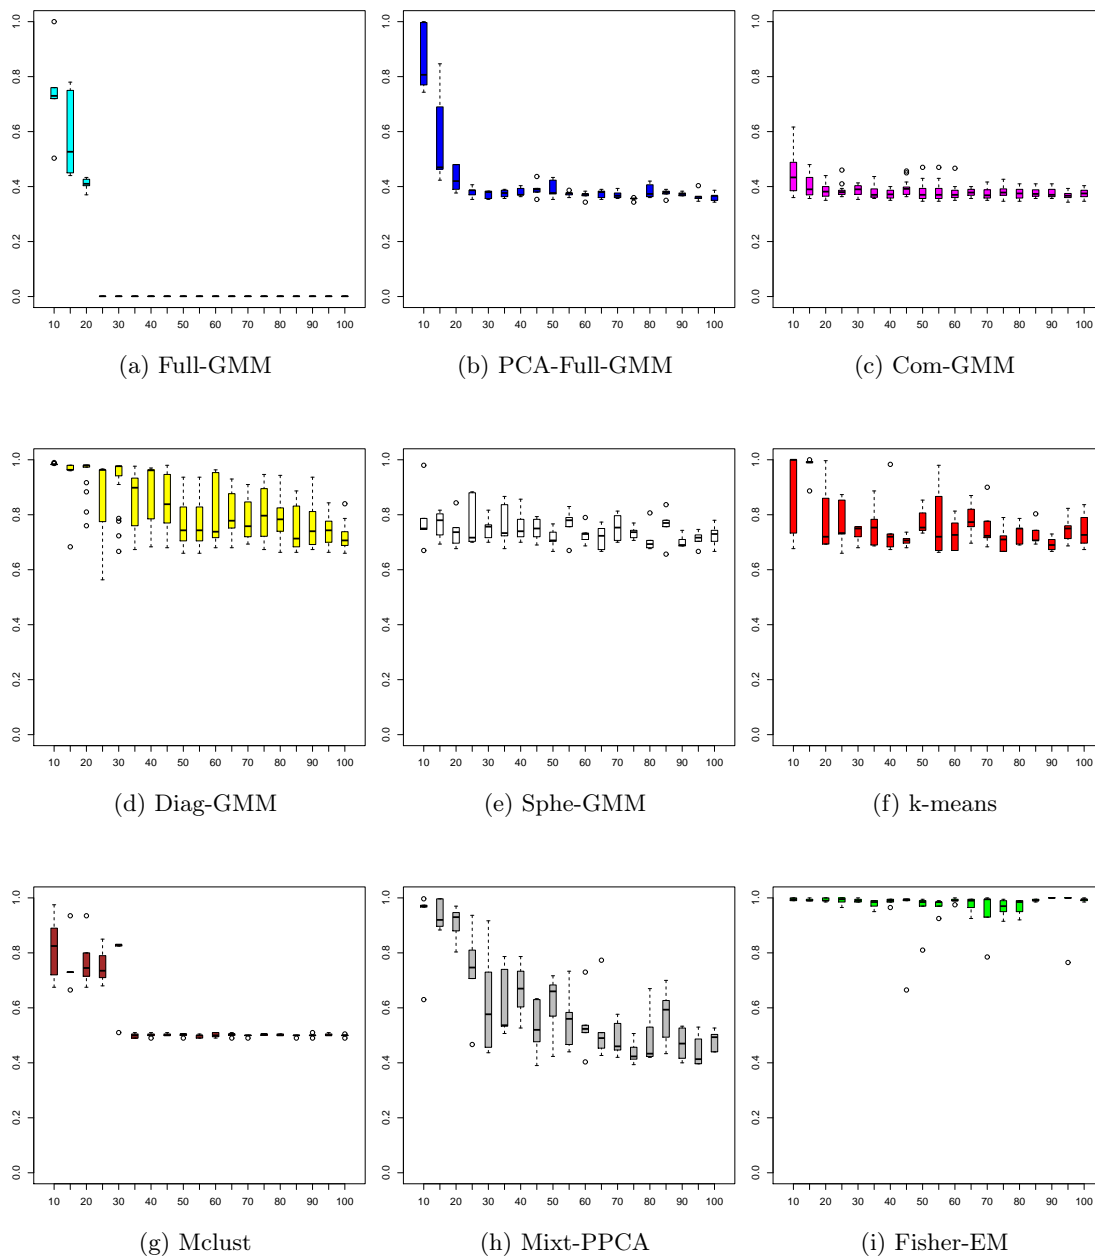 0.0 0.2 0.4 0.6 0.8 1.0
10 20 30 40 50 60 70 80 90 100
0.0 0.2 0.4 0.6 0.8 1.0
10 20 30 40 50 60 70 80 90 100
0.0 0.2 0.4 0.6 0.8 1.0
10 20 30 40 50 60 70 80 90 100
(a) Full-GMM
(b) PCA-Full-GMM
(c) Com-GMM
0.0 0.2 0.4 0.6 0.8 1.0
10 20 30 40 50 60 70 80 90 100
0.0 0.2 0.4 0.6 0.8 1.0
10 20 30 40 50 60 70 80 90 100
0.0 0.2 0.4 0.6 0.8 1.0
10 20 30 40 50 60 70 80 90 100
(d) Diag-GMM
(e) Sphe-GMM
(f) k-means
0.0 0.2 0.4 0.6 0.8 1.0
10 20 30 40 50 60 70 80 90 100
0.0 0.2 0.4 0.6 0.8 1.0
10 20 30 40 50 60 70 80 90 100
0.0 0.2 0.4 0.6 0.8 1.0
10 20 30 40 50 60 70 80 90 100
(g) Mclust
(h) Mixt-PPCA
(i) Fisher-EM